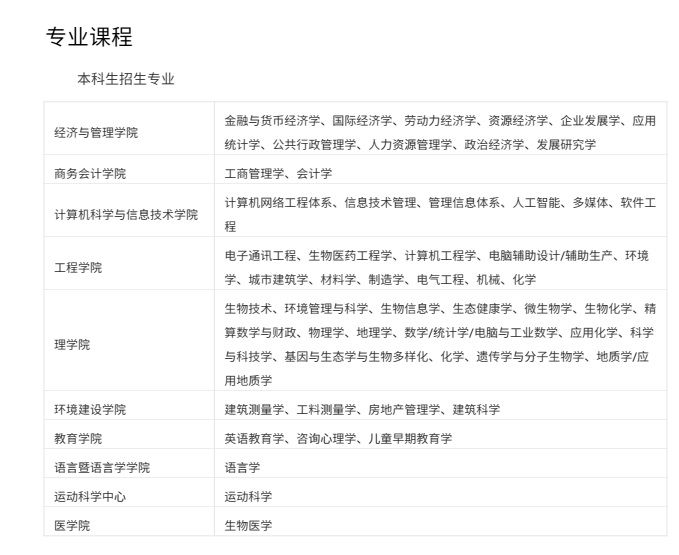 专业课程
本科生招生专业
经济与管理学院
金融与货币经济学、国际经济学、劳动力经济学、资源经济学、企业发展学、应用
统计学、公共行政管理学、人力资源管理学、政治经济学、发展研究学
商务会计学院
工商管理学、会计学
计算机科学与信息技术学院
计算机网络工程体系、信息技术管理、管理信息体系、人工智能、多媒体、软件工
程
工程学院
电子通讯工程、生物医药工程学、计算机工程学、电脑辅助设计/辅助生产、环境
学、城市建筑学、材料学、制造学、电气工程、机械、化学
理学院
生物技术、环境管理与科学、生物信息学、生态健康学、微生物学、生物化学、精
算数学与财政、物理学、地理学、数学/统计学/电脑与工业数学、应用化学、科学
与科技学、基因与生态学与生物多样化、化学、遗传学与分子生物学、地质学/应
用地质学
环境建设学院
建筑测量学、工料测量学、房地产管理学、建筑科学
教育学院
英语教育学、咨询心理学、儿童早期教育学
语言暨语言学学院
语言学
运动科学中心
运动科学
医学院
生物医学